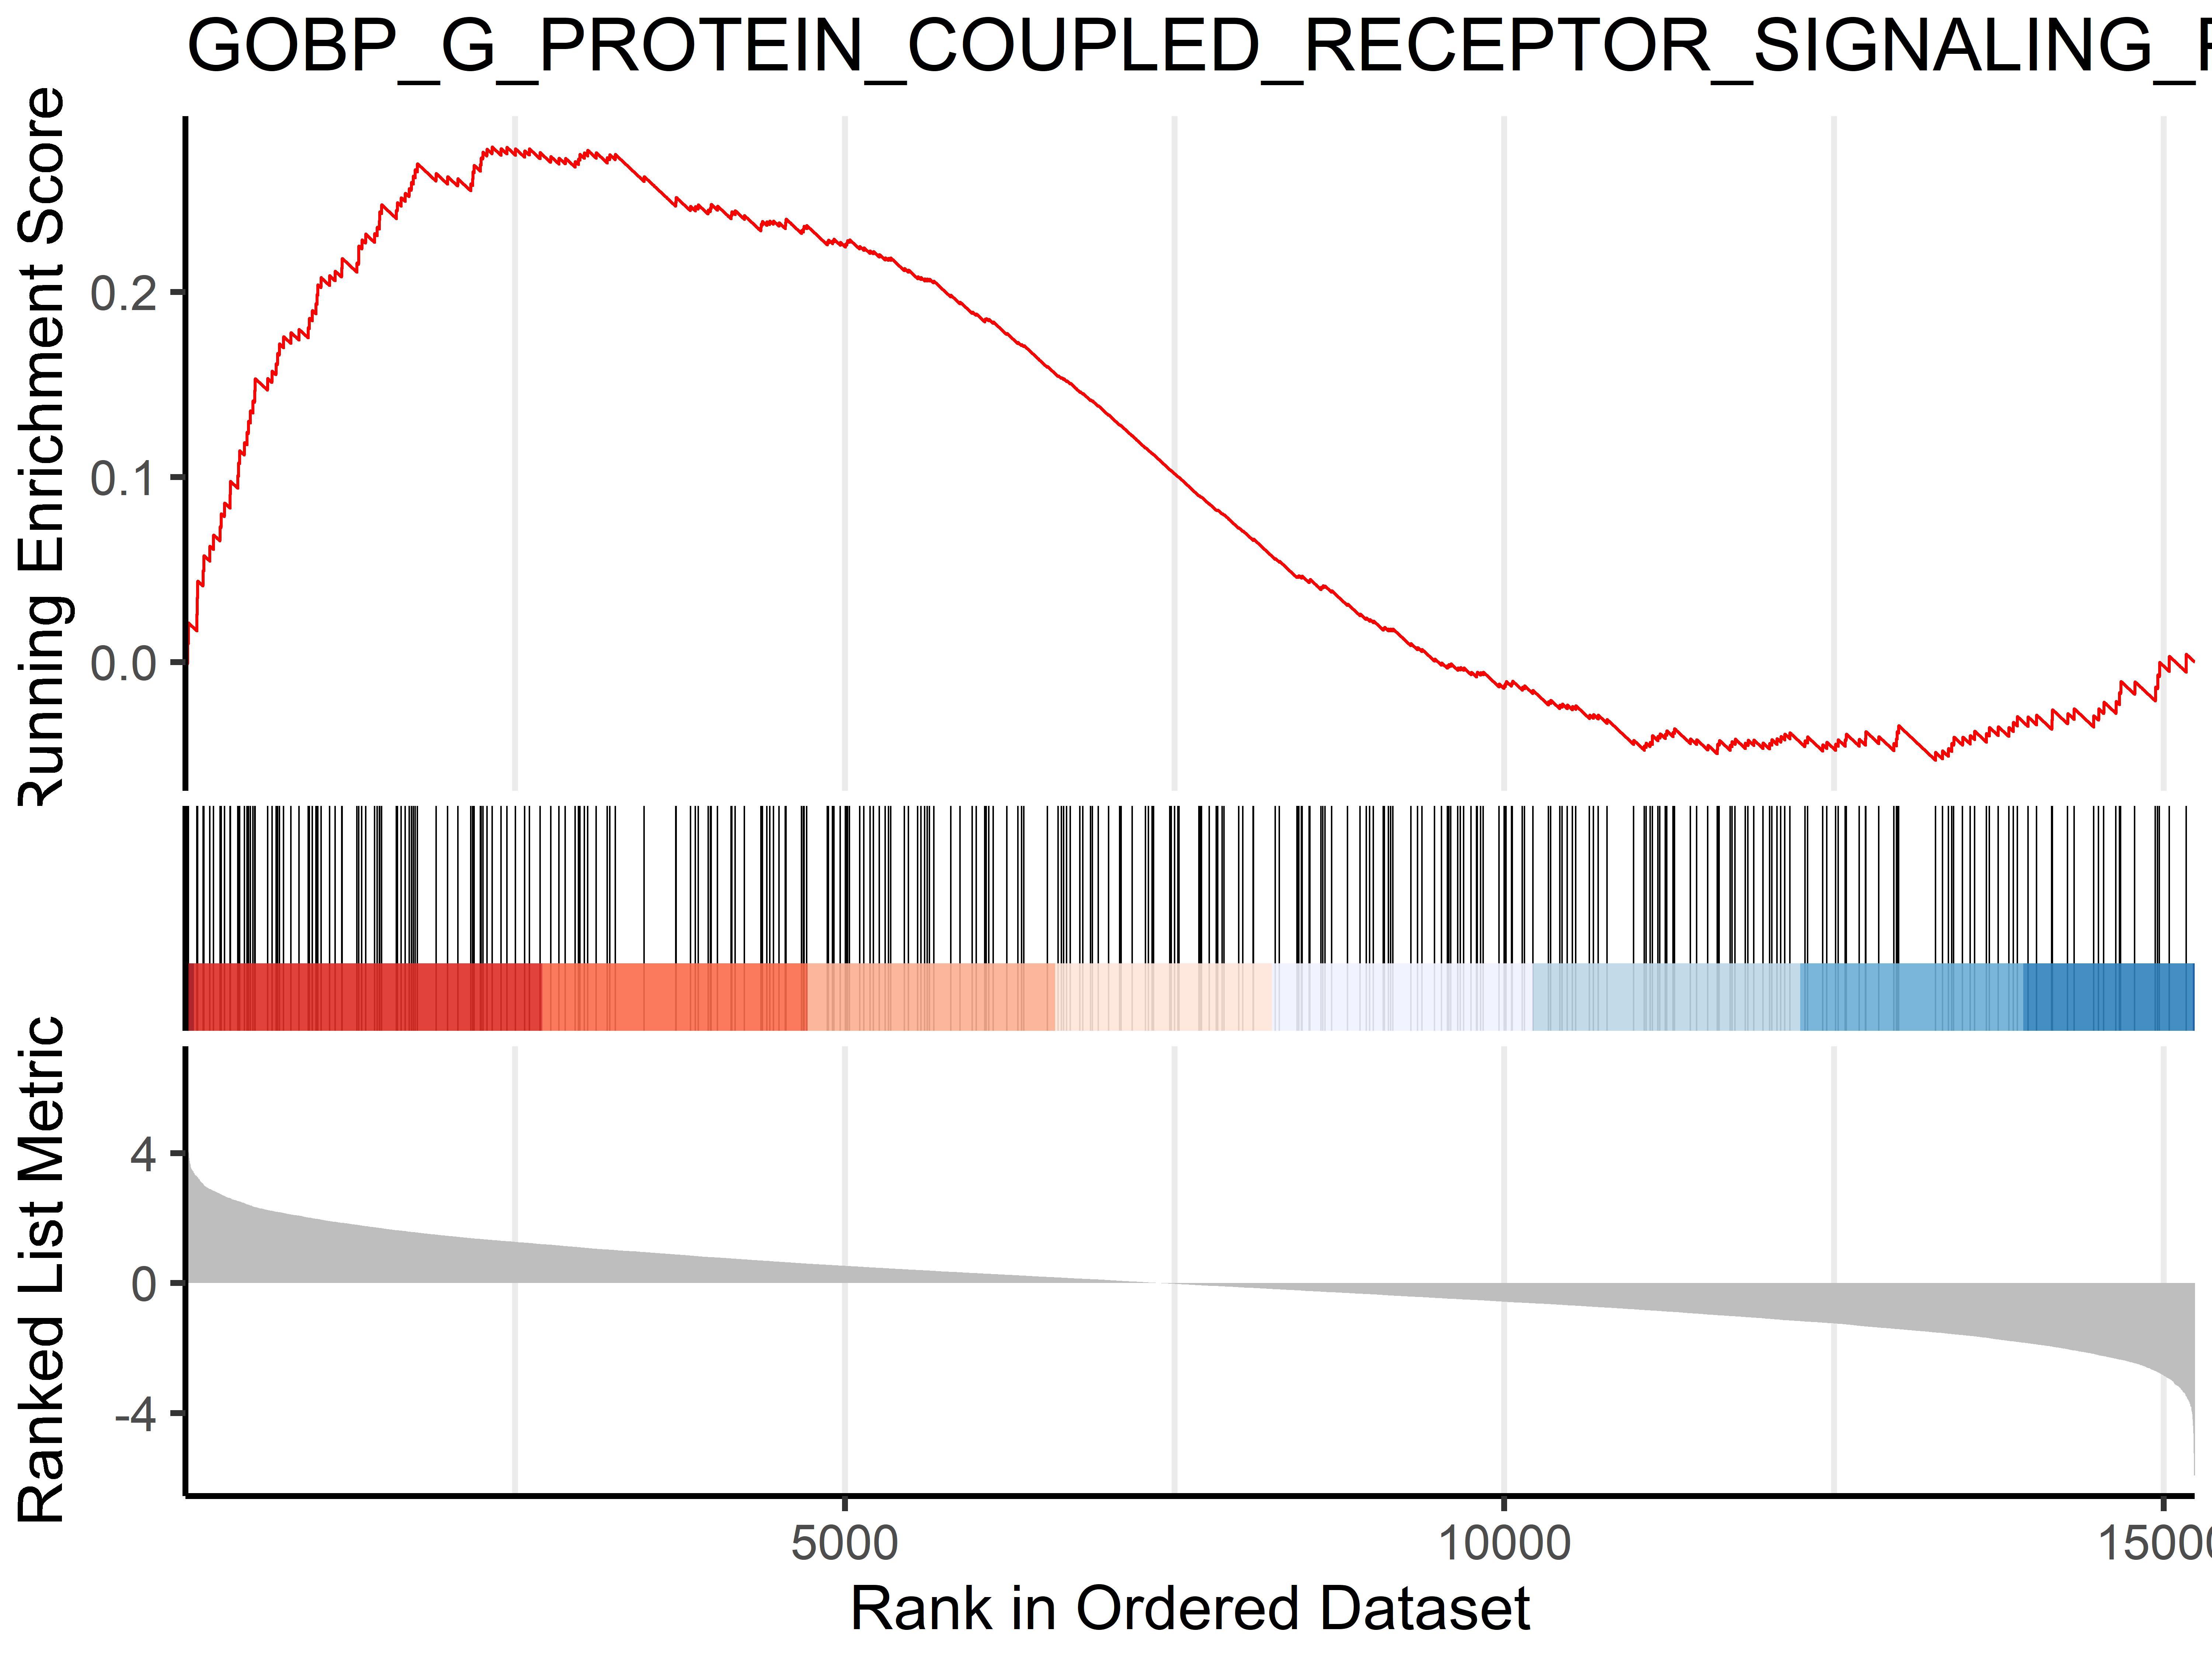 GOBP_G_PROTEIN_COUPLED_RECEPTOR_SIGNALING_
Running Enrichment Score
0.2
0.1
0.0
Ranked List Metric
4
0
-4
5000
10000
1500
Rank in Ordered Dataset